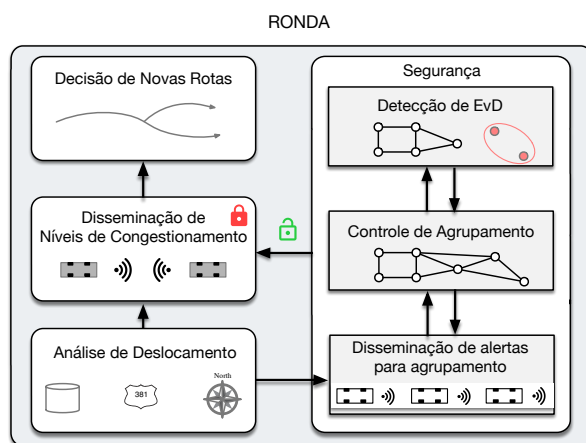 RONDA
Decisão de Novas Rotas
Disseminação de
Níveis de Congestionamento
Análise de Deslocamento
381
North
Segurança
Detecção de EvD
Controle de Agrupamento
Disseminação de alertas
para agrupamento